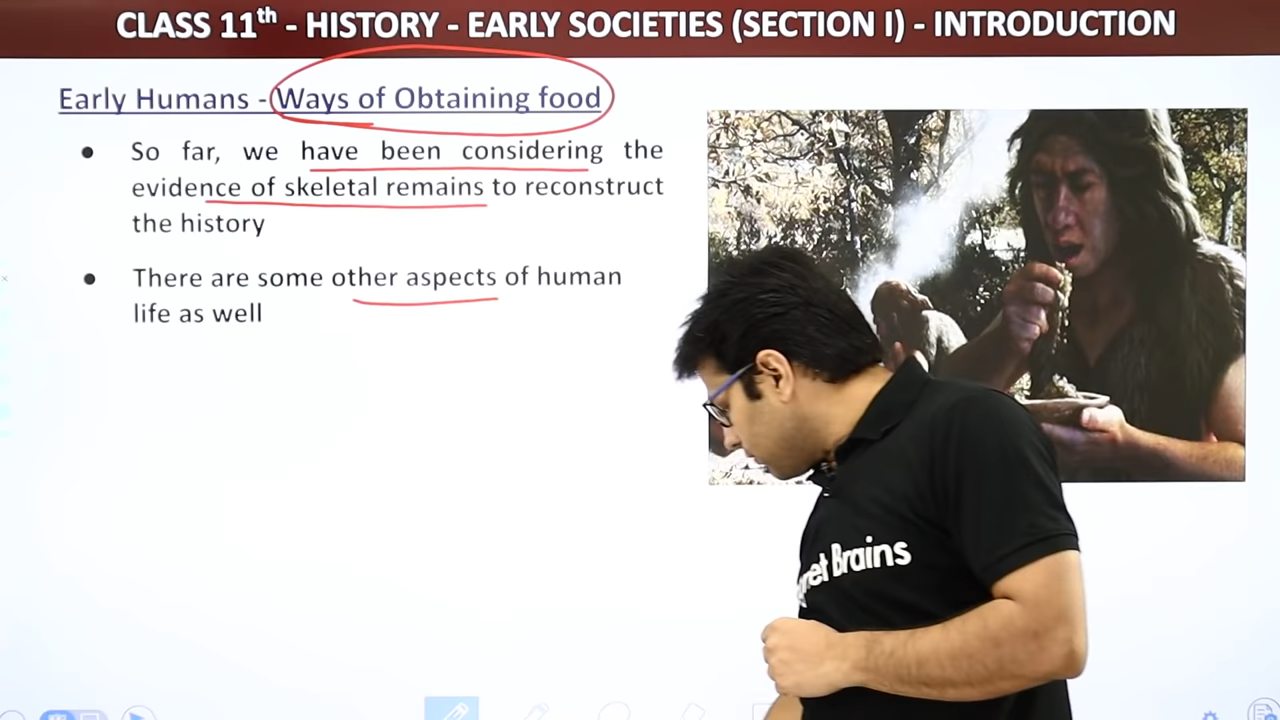 CLASS 11th - HISTORY - EARLY SOCIETIES (SECTION I) - INTRODUCTION
Early Humans - Ways of Obtaining food
● So far, we have been considering the
evidence of skeletal remains to reconstruct
the history
● There are some other aspects of human
life as well
Brains